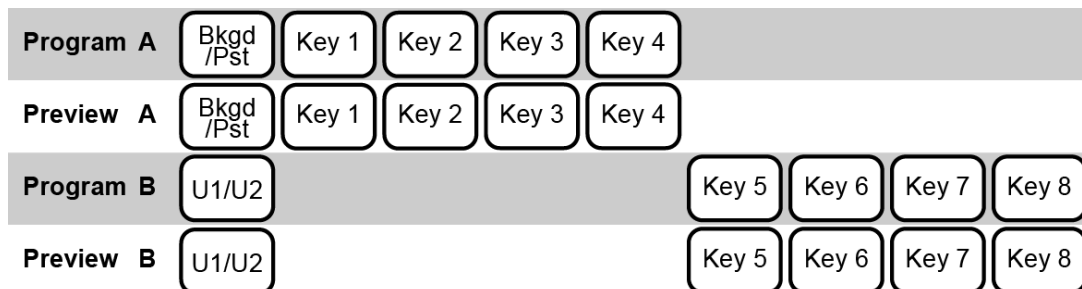 Program A Bkgd /Pst Key 1 Key 2 Key 3 Key 4
Preview A Bkgd /Pst Key 1 Key 2 Key 3 Key 4
Program B U1/U2 Key 5 Key 6 Key 7 Key 8
Preview B U1/U2 Key 5 Key 6 Key 7 Key 8